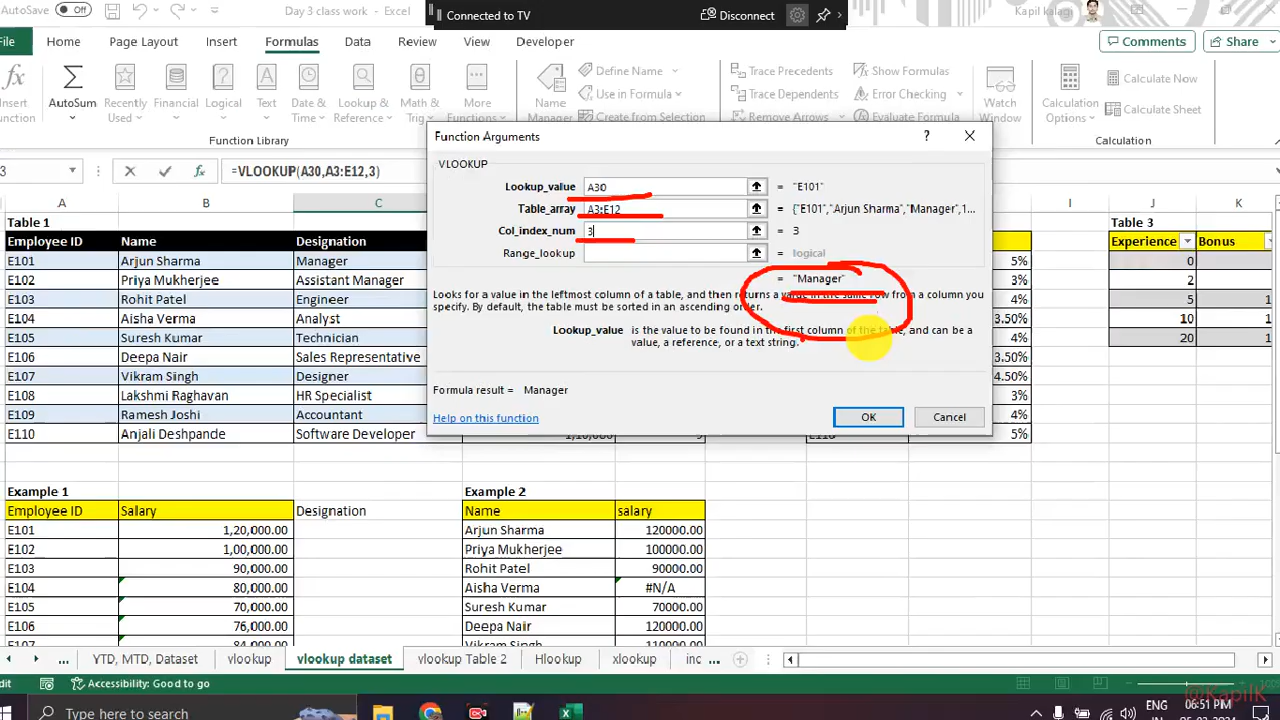 AutoSave Off Day 3 class work - Excel Connected to TV Disconnect Kapil kalagi
File Home Page Layout Insert Formulas Data Review View Developer Comments Share
Insert Function
AutoSum
Recently Used
Financial
Logical
Text
Date & Time
Lookup & Reference
Math & Trig
More Functions
Name Manager
Define Name
Use in Formula
Create from Selection
Trace Precedents
Trace Dependents
Remove Arrows
Show Formulas
Error Checking
Evaluate Formula
Watch Window
Calculation Options
Calculate Now
Calculate Sheet
Function Library
Calculation
=VLOOKUP(A30,A3:E12,3)
Function Arguments ?
VLOOKUP
Lookup_value A30 = "E101"
Table_array A3:E12 = {"E101","Arjun Sharma","Manager",1...
Col_index_num 3 = 3
Range_lookup = logical
= "Manager"
Looks for a value in the leftmost column of a table, and then returns a value in the same row from a column you
specify. By default, the table must be sorted in an ascending order.
Lookup_value is the value to be found in the first column of the table, and can be a
value, a reference, or a text string.
Formula result = Manager
Help on this function OK Cancel
A B C I J K
Table 1 Table 3
Employee ID Name Designation Experience Bonus
E101 Arjun Sharma Manager 5% 0
E102 Priya Mukherjee Assistant Manager 3% 2
E103 Rohit Patel Engineer 4% 5 1
E104 Aisha Verma Analyst 3.50% 10 1
E105 Suresh Kumar Technician 4% 20 1
E106 Deepa Nair Sales Representative 3.50%
E107 Vikram Singh Designer 4.50%
E108 Lakshmi Raghavan HR Specialist 3%
E109 Ramesh Joshi Accountant 4%
E110 Anjali Deshpande Software Developer 1,10,000 E110 5%
Example 1 Example 2
Employee ID Salary Designation Name salary
E101 1,20,000.00 Arjun Sharma 120000.00
E102 1,00,000.00 Priya Mukherjee 100000.00
E103 90,000.00 Rohit Patel 90000.00
E104 80,000.00 Aisha Verma #N/A
E105 70,000.00 Suresh Kumar 70000.00
E106 76,000.00 Deepa Nair 120000.00
E107 84,000.00 Vikram Singh 110000.00
... YTD, MTD, Dataset vlookup vlookup dataset vlookup Table 2 Hlookup xlookup inc ...
Accessibility: Good to go
@KapilK
Type here to search ENG 06:51 PM
IN